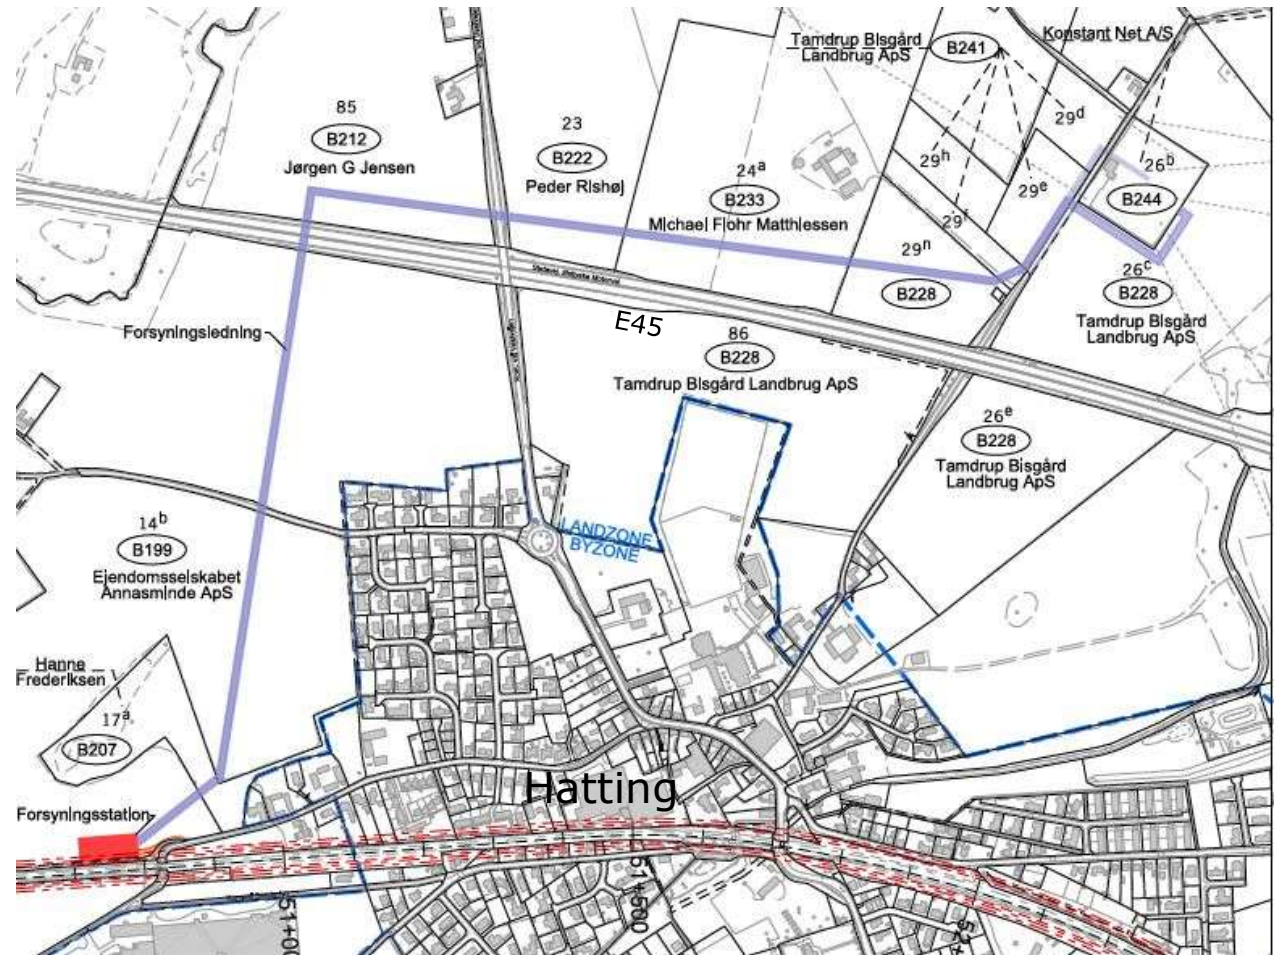 Tamdrup Bisgård
Landbrug ApS
B241
Konstant Net A/S
85
B212
Jørgen G Jensen
23
B222
Peder Rishøj
24a
B233
Michael Flohr Matthiessen
29d
29h
29e
29f
29n
B228
26b
B244
26c
B228
Tamdrup Bisgård
Landbrug ApS
Forsyningsledning
E45
86
B228
Tamdrup Bisgård Landbrug ApS
26e
B228
Tamdrup Bisgård
Landbrug ApS
LANDZONE
BYZONE
14b
B199
Ejendomsselskabet
Annasminde ApS
Hanne
Frederiksen
17a
B207
Hatting
Forsyningsstation
51+500